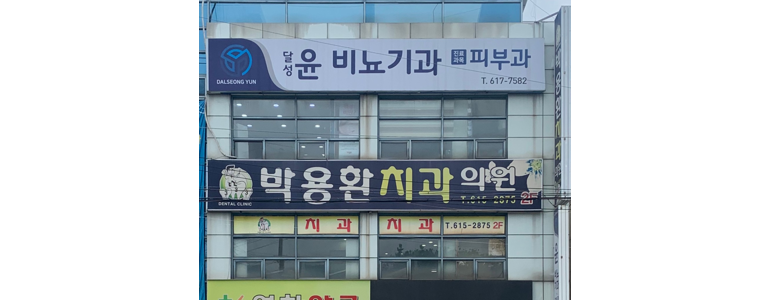 달성 윤 비뇨기과 진료과목 피부과
DALSEONG YUN
T. 617-7582
박용환치과의원
DENTAL CLINIC
T.615-2875 2F
치과 치과 T.615-2875 2F